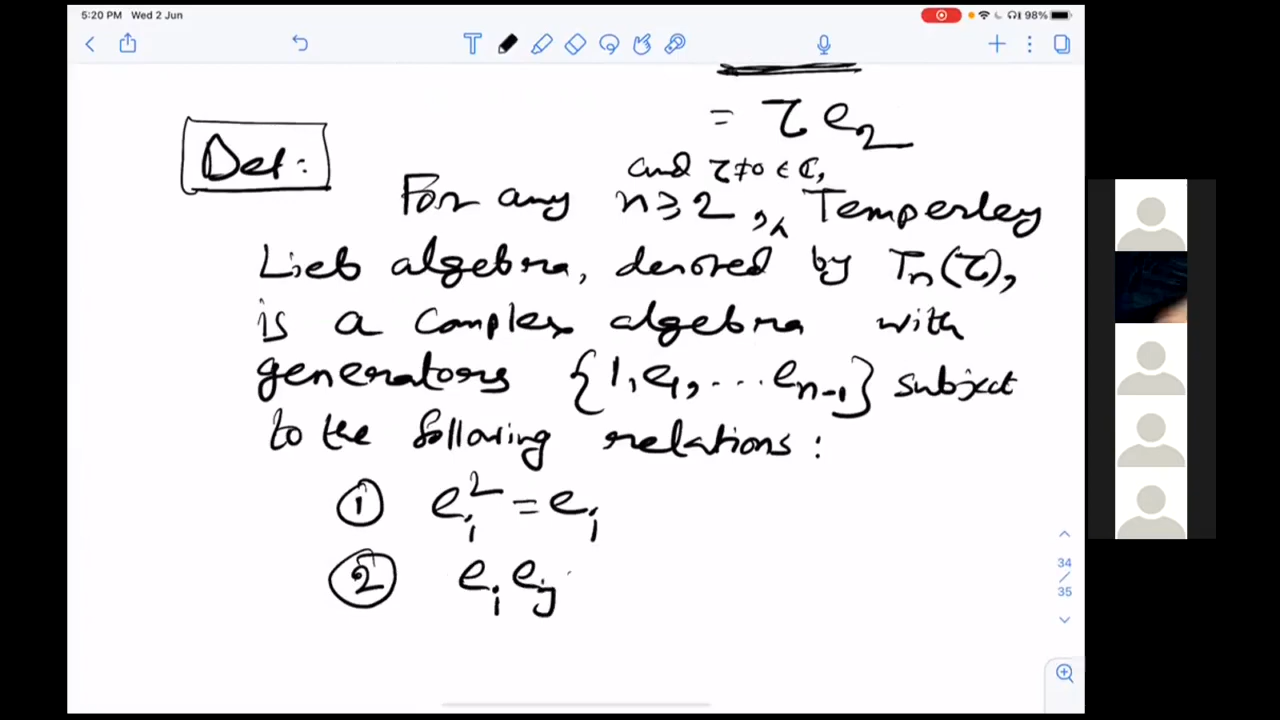 5:20 PM Wed 2 Jun
98%
= τ e₂
Def:
and τ≠0 ∈ ℂ,
For any n ≥ 2, Temperley
Lieb algebra, denoted by Tₙ(τ),
is a complex algebra with
generators {1, e₁, ... eₙ₋₁} subject
to the following relations :
① eᵢ² = eᵢ
② eᵢ eⱼ
34
/
35